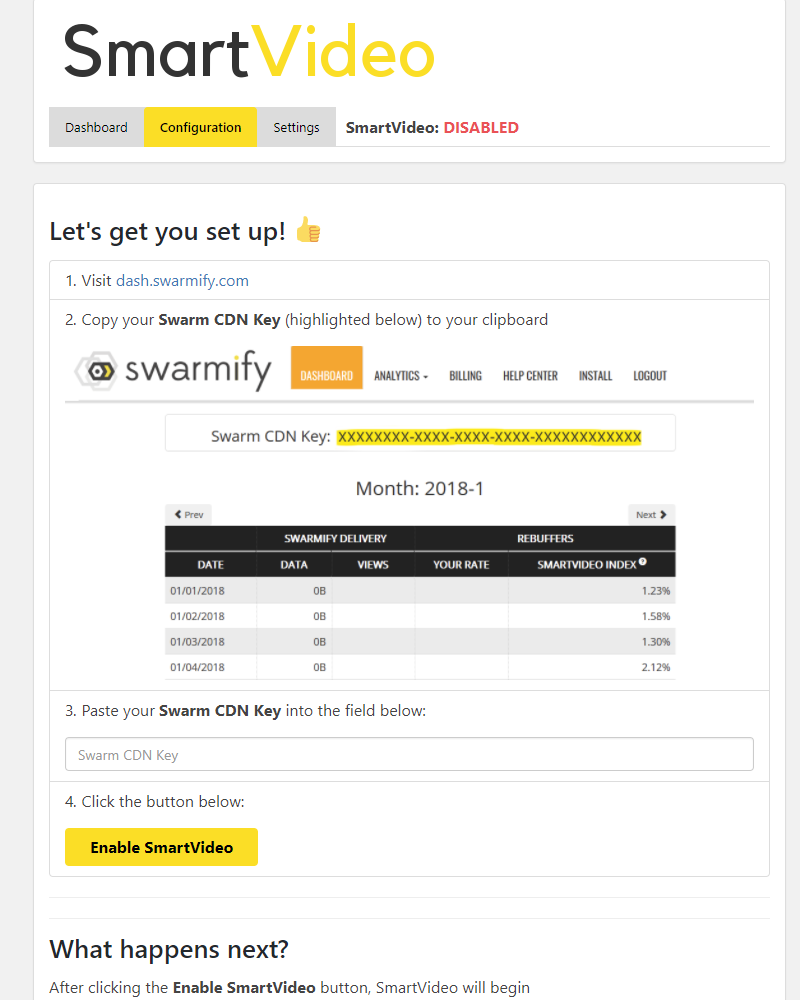 SmartVideo
Dashboard Configuration Settings SmartVideo: DISABLED
Let's get you set up! 👍
1. Visit dash.swarmify.com
2. Copy your Swarm CDN Key (highlighted below) to your clipboard
swarmify DASHBOARD ANALYTICS BILLING HELP CENTER INSTALL LOGOUT
Swarm CDN Key: XXXXXXXX-XXXX-XXXX-XXXX-XXXXXXXXXXXX
Month: 2018-1
Prev Next
SWARMIFY DELIVERY REBUFFERS
DATE DATA VIEWS YOUR RATE SMARTVIDEO INDEX ?
01/01/2018 0B 1.23%
01/02/2018 0B 1.58%
01/03/2018 0B 1.30%
01/04/2018 0B 2.12%
3. Paste your Swarm CDN Key into the field below:
Swarm CDN Key
4. Click the button below:
Enable SmartVideo
What happens next?
After clicking the Enable SmartVideo button, SmartVideo will begin